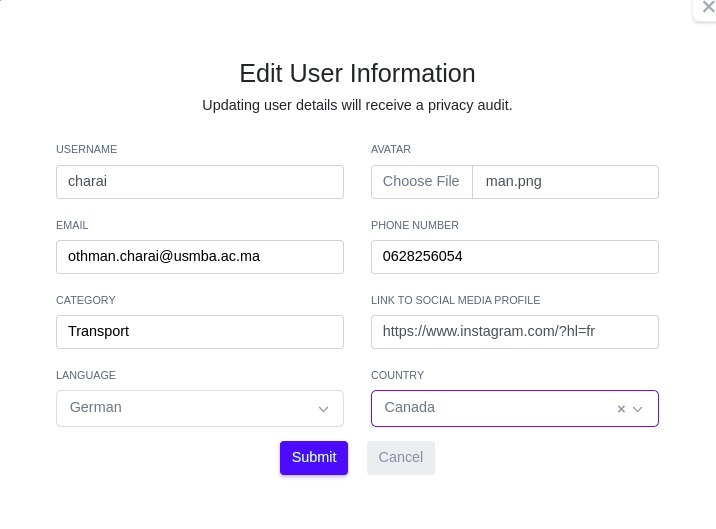 Edit User Information
Updating user details will receive a privacy audit.
USERNAME
charai
AVATAR
Choose File man.png
EMAIL
othman.charai@usmba.ac.ma
PHONE NUMBER
0628256054
CATEGORY
Transport
LINK TO SOCIAL MEDIA PROFILE
https://www.instagram.com/?hl=fr
LANGUAGE
German
COUNTRY
Canada
Submit
Cancel